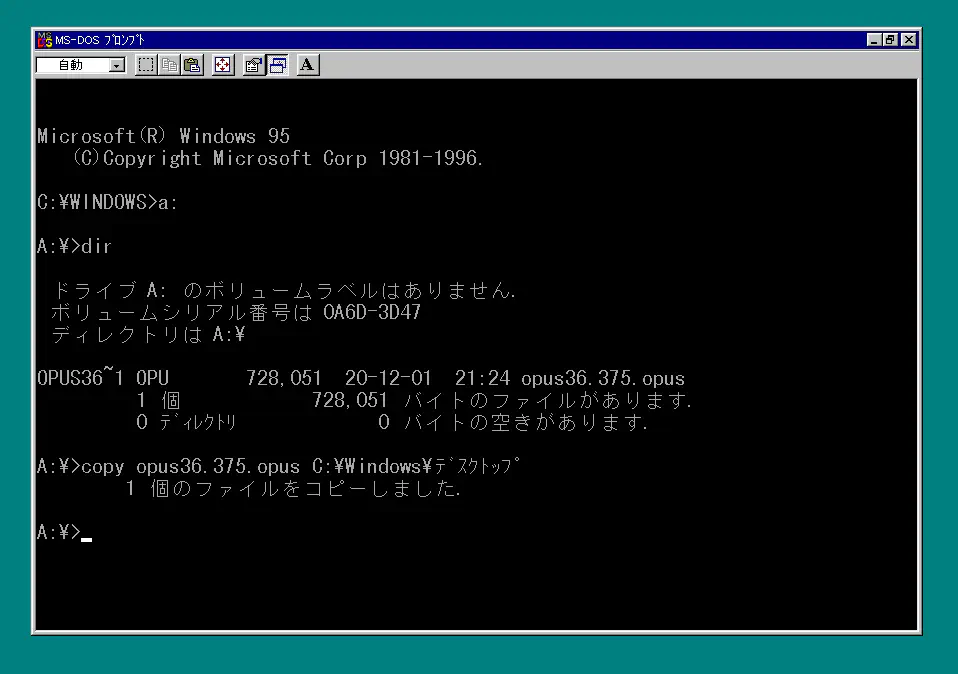 MS-DOS ﾌﾟﾛﾝﾌﾟﾄ
自動
A
Microsoft(R) Windows 95
(C)Copyright Microsoft Corp 1981-1996.
C:¥WINDOWS>a:
A:¥>dir
ドライブ A: のボリュームラベルはありません.
ボリュームシリアル番号は 0A6D-3D47
ディレクトリは A:¥
OPUS36~1 OPU 728,051 20-12-01 21:24 opus36.375.opus
1 個 728,051 バイトのファイルがあります.
0 ﾃﾞｨﾚｸﾄﾘ 0 バイトの空きがあります.
A:¥>copy opus36.375.opus C:¥Windows¥ﾃﾞｽｸﾄｯﾌﾟ
1 個のファイルをコピーしました.
A:¥>